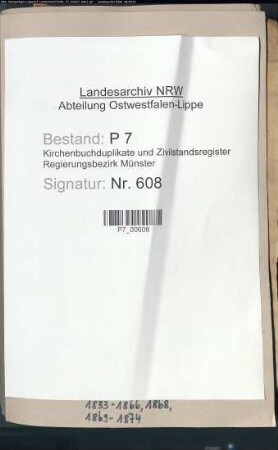 Landesarchiv NRW
Abteilung Ostwestfalen-Lippe
Bestand: P 7
Kirchenbuchduplikate und Zivilstandsregister
Regierungsbezirk Münster
Signatur: Nr. 608
P7_00608
1833-1866, 1868,
1869-1874